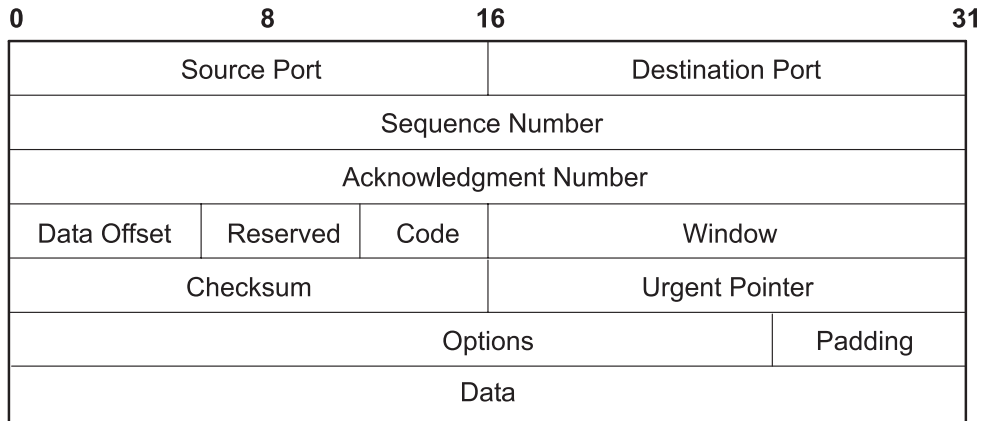 0 8 16 31
Source Port Destination Port
Sequence Number
Acknowledgment Number
Data Offset Reserved Code Window
Checksum Urgent Pointer
Options Padding
Data